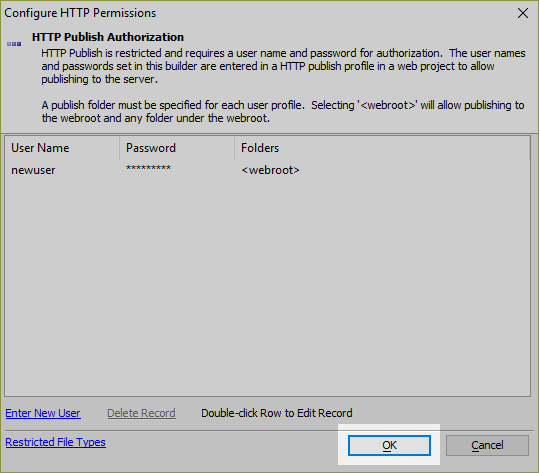 Configure HTTP Permissions
HTTP Publish Authorization
HTTP Publish is restricted and requires a user name and password for authorization.  The user names
and passwords set in this builder are entered in a HTTP publish profile in a web project to allow
publishing to the server.
A publish folder must be specified for each user profile.  Selecting '<webroot>' will allow publishing to
the webroot and any folder under the webroot.
User Name Password Folders
newuser ********* <webroot>
Enter New User Delete Record Double-click Row to Edit Record
Restricted File Types OK Cancel